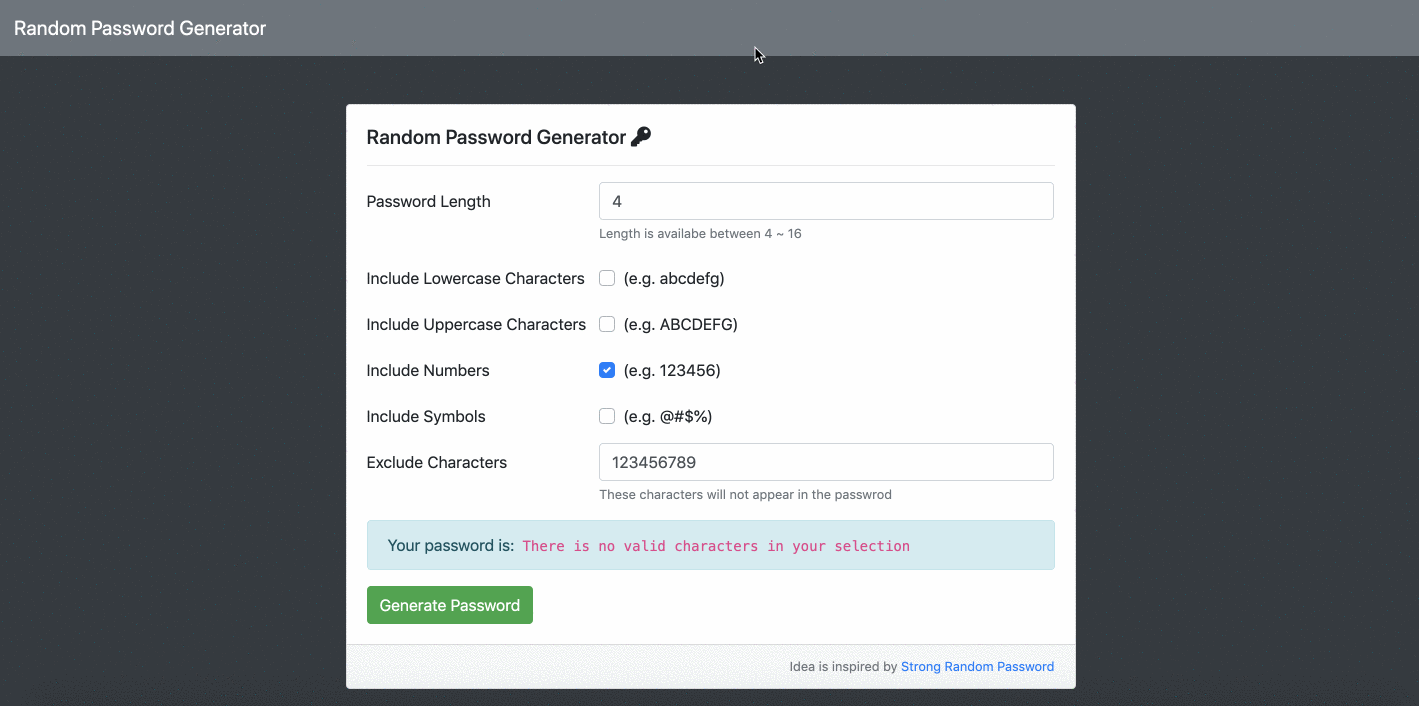 Random Password Generator
Random Password Generator
Password Length
4
Length is availabe between 4 ~ 16
Include Lowercase Characters (e.g. abcdefg)
Include Uppercase Characters (e.g. ABCDEFG)
Include Numbers (e.g. 123456)
Include Symbols (e.g. @#$%)
Exclude Characters
123456789
These characters will not appear in the passwrod
Your password is: There is no valid characters in your selection
Generate Password
Idea is inspired by Strong Random Password